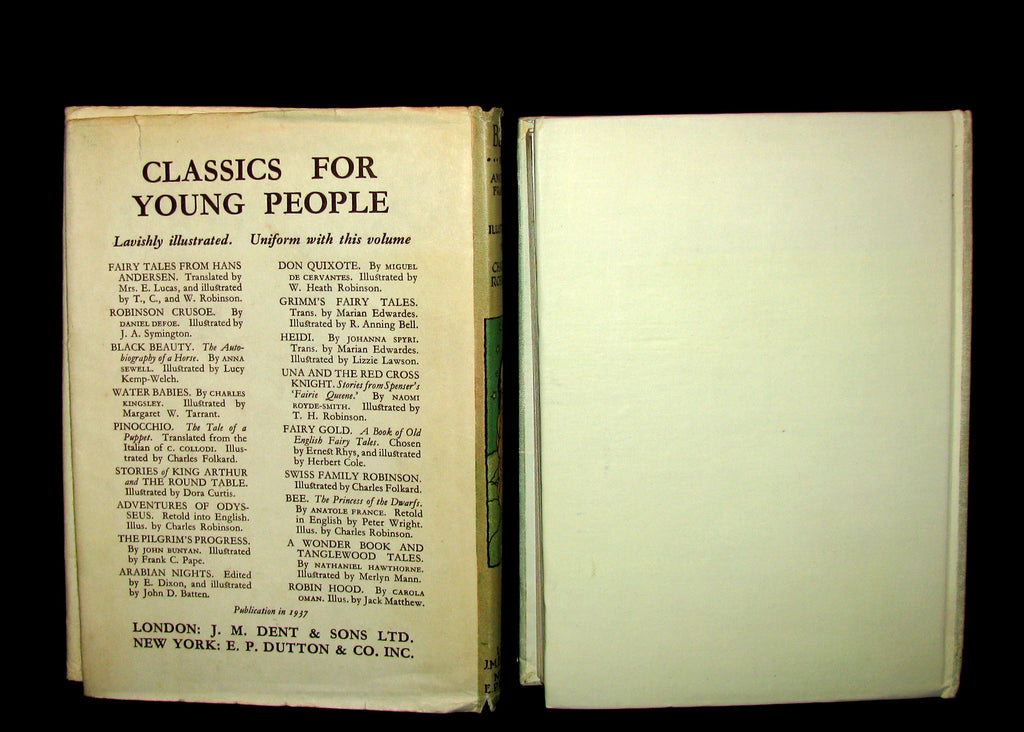 CLASSICS FOR
YOUNG PEOPLE
Lavishly illustrated. Uniform with this volume
FAIRY TALES FROM HANS
ANDERSEN. Translated by
Mrs. E. Lucas, and illustrated
by T., C., and W. Robinson.
ROBINSON CRUSOE. By
DANIEL DEFOE. Illustrated by
J. A. Symington.
BLACK BEAUTY. The Auto-
biography of a Horse. By ANNA
SEWELL. Illustrated by Lucy
Kemp-Welch.
WATER BABIES. By CHARLES
KINGSLEY. Illustrated by
Margaret W. Tarrant.
PINOCCHIO. The Tale of a
Puppet. Translated from the
Italian of C. COLLODI. Illus-
trated by Charles Folkard.
STORIES of KING ARTHUR
and THE ROUND TABLE.
Illustrated by Dora Curtis.
ADVENTURES OF ODYS-
SEUS. Retold into English.
Illus. by Charles Robinson.
THE PILGRIM'S PROGRESS.
By JOHN BUNYAN. Illustrated
by Frank C. Pape.
ARABIAN NIGHTS. Edited
by E. Dixon, and illustrated
by John D. Batten.
DON QUIXOTE. By MIGUEL
DE CERVANTES. Illustrated by
W. Heath Robinson.
GRIMM'S FAIRY TALES.
Trans. by Marian Edwardes.
Illustrated by R. Anning Bell.
HEIDI. By JOHANNA SPYRI.
Trans. by Marian Edwardes.
Illustrated by Lizzie Lawson.
UNA AND THE RED CROSS
KNIGHT. Stories from Spenser's
'Fairie Queene.' By NAOMI
ROYDE-SMITH. Illustrated by
T. H. Robinson.
FAIRY GOLD. A Book of Old
English Fairy Tales. Chosen
by Ernest Rhys, and illustrated
by Herbert Cole.
SWISS FAMILY ROBINSON.
Illustrated by Charles Folkard.
BEE. The Princess of the Dwarfs.
By ANATOLE FRANCE. Retold
in English by Peter Wright.
Illus. by Charles Robinson.
A WONDER BOOK AND
TANGLEWOOD TALES.
By NATHANIEL HAWTHORNE.
Illustrated by Merlyn Mann.
ROBIN HOOD. By CAROLA
OMAN. Illus. by Jack Matthew.
Publication in 1937
LONDON: J. M. DENT & SONS LTD.
NEW YORK: E. P. DUTTON & CO. INC.